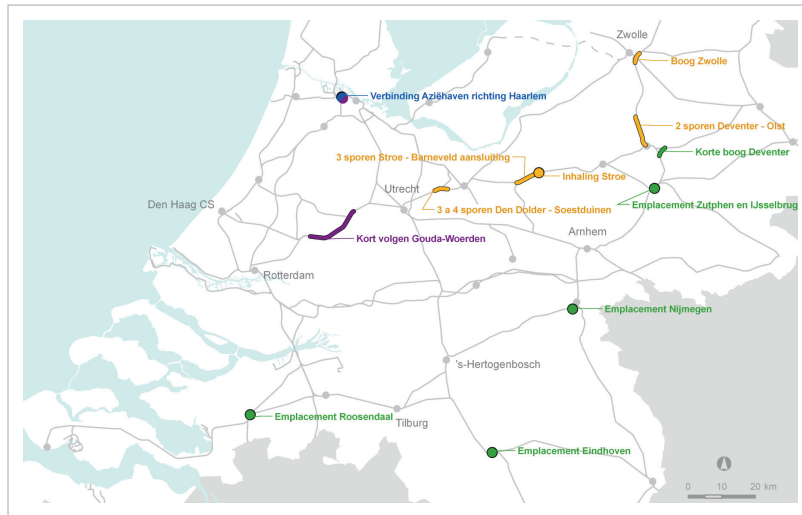 Zwolle
Boog Zwolle
Verbinding Aziëhaven richting Haarlem
2 sporen Deventer - Olst
Korte boog Deventer
3 sporen Stroe - Barneveld aansluiting
Inhaling Stroe
Utrecht
Emplacement Zutphen en IJsselbrug
Den Haag CS
3 a 4 sporen Den Dolder - Soestduinen
Arnhem
Kort volgen Gouda-Woerden
Rotterdam
Emplacement Nijmegen
's-Hertogenbosch
Emplacement Roosendaal
Tilburg
Emplacement Eindhoven
0 10 20 km